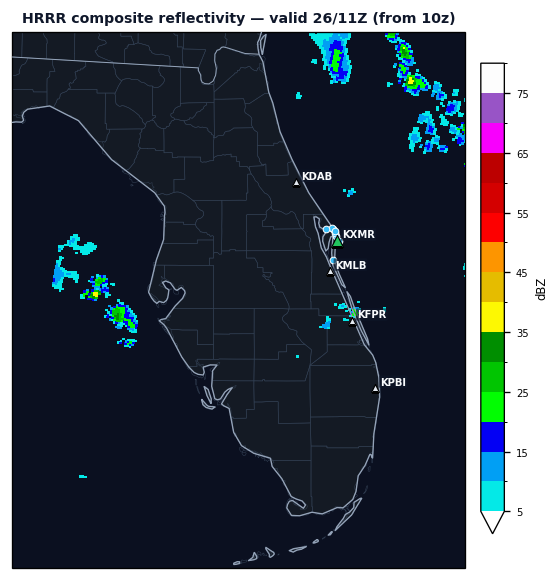 HRRR composite reflectivity — valid 26/11Z (from 10z)
KDAB
KXMR
KMLB
KFPR
KPBI
75
65
55
45
35
25
15
5
dBZ